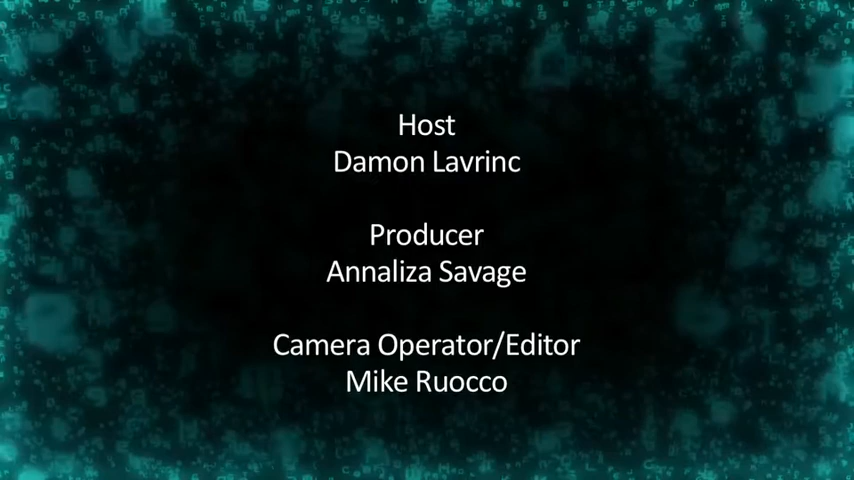 Host
Damon Lavrinc
Producer
Annaliza Savage
Camera Operator/Editor
Mike Ruocco